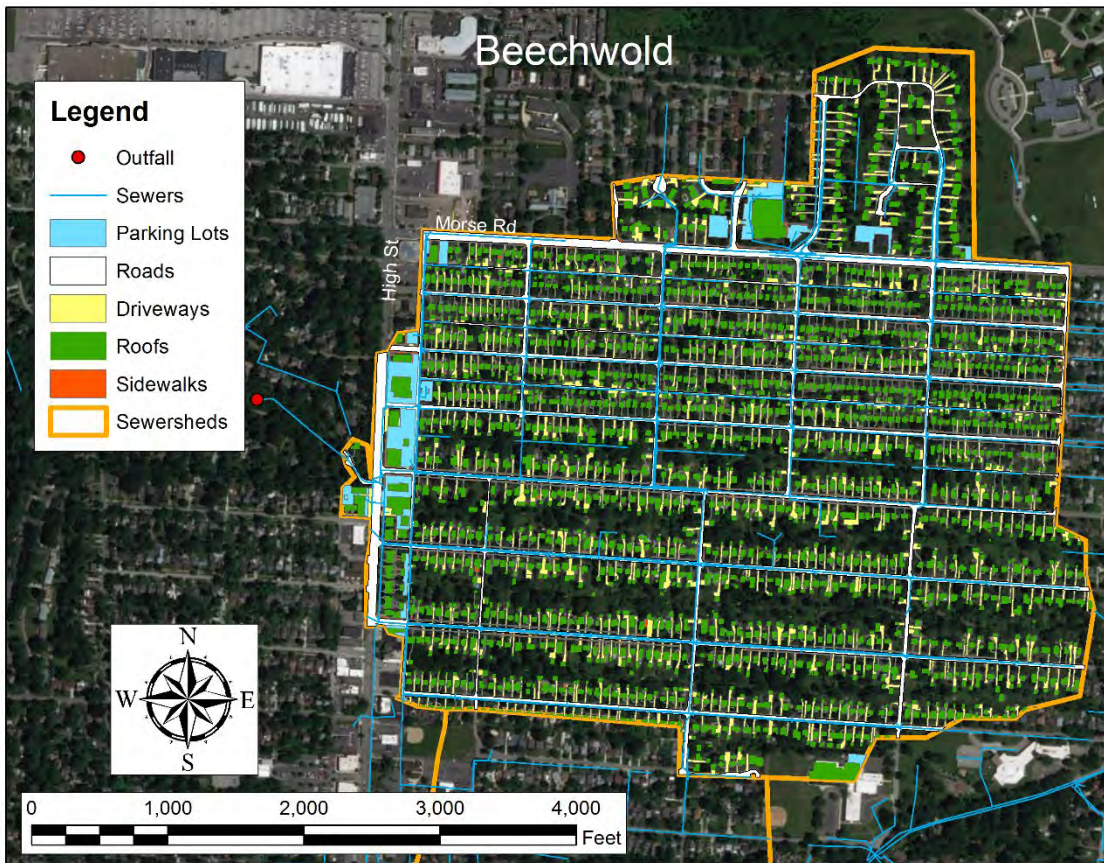 Beechwold
Legend
Outfall
Sewers
Parking Lots
Roads
Driveways
Roofs
Sidewalks
Sewersheds
Morse Rd
High St
N
W E
S
0 1,000 2,000 3,000 4,000
Feet